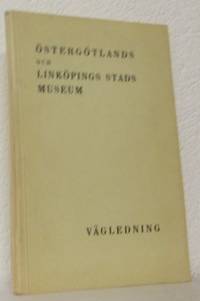 ÖSTERGÖTLANDS
OCH
LINKÖPINGS STADS
MUSEUM
VÄGLEDNING